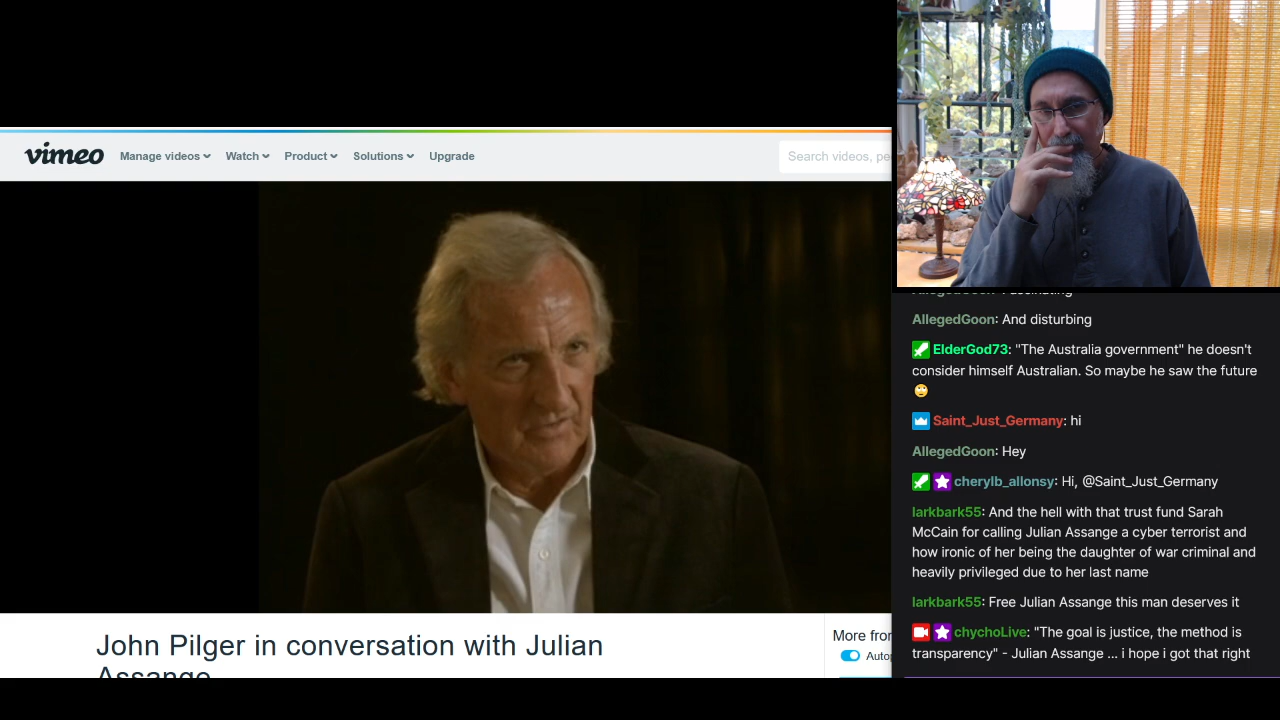 vimeo Manage videos Watch Product Solutions Upgrade Search videos, pe
John Pilger in conversation with Julian
Assange
More from
Autop
AllegedGoon: Fascinating
AllegedGoon: And disturbing
ElderGod73: "The Australia government" he doesn't
consider himself Australian. So maybe he saw the future
🙄
Saint_Just_Germany: hi
AllegedGoon: Hey
cherylb_allonsy: Hi, @Saint_Just_Germany
larkbark55: And the hell with that trust fund Sarah
McCain for calling Julian Assange a cyber terrorist and
how ironic of her being the daughter of war criminal and
heavily privileged due to her last name
larkbark55: Free Julian Assange this man deserves it
chychoLive: "The goal is justice, the method is
transparency" - Julian Assange ... i hope i got that right